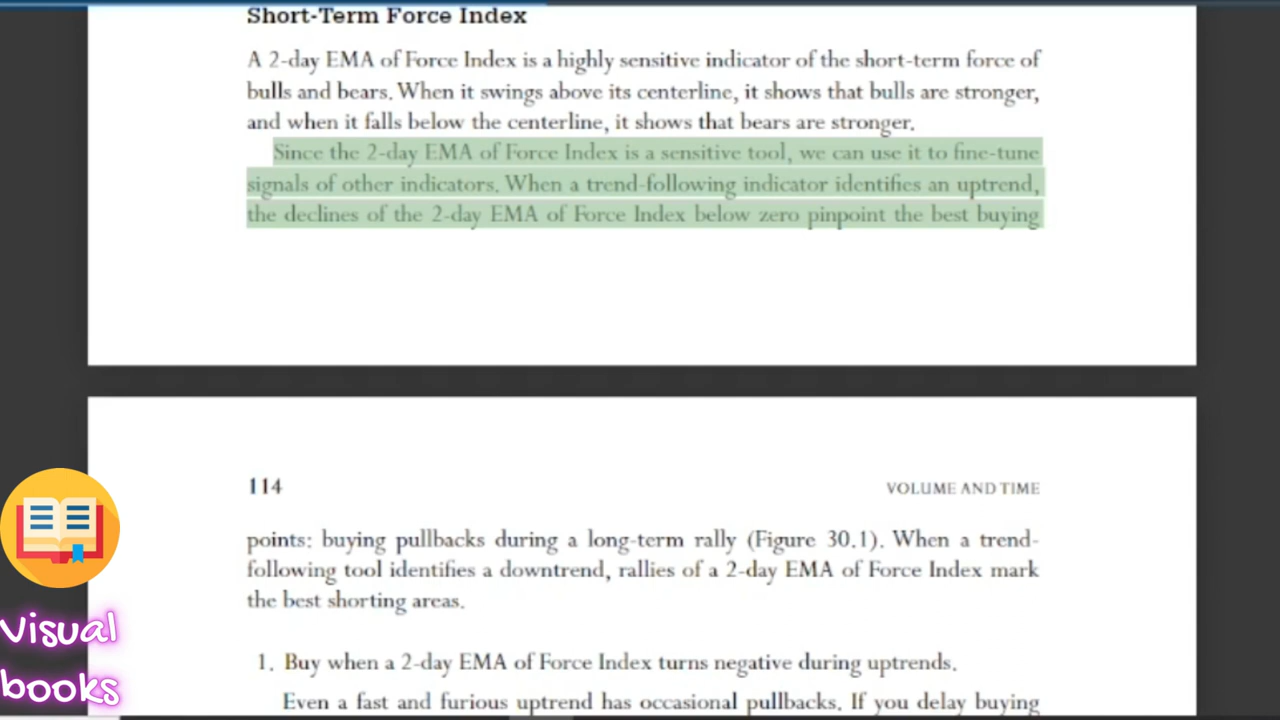 Short-Term Force Index
A 2-day EMA of Force Index is a highly sensitive indicator of the short-term force of
bulls and bears. When it swings above its centerline, it shows that bulls are stronger,
and when it falls below the centerline, it shows that bears are stronger.
Since the 2-day EMA of Force Index is a sensitive tool, we can use it to fine-tune
signals of other indicators. When a trend-following indicator identifies an uptrend,
the declines of the 2-day EMA of Force Index below zero pinpoint the best buying
114 VOLUME AND TIME
points: buying pullbacks during a long-term rally (Figure 30.1). When a trend-
following tool identifies a downtrend, rallies of a 2-day EMA of Force Index mark
the best shorting areas.
1. Buy when a 2-day EMA of Force Index turns negative during uptrends.
Even a fast and furious uptrend has occasional pullbacks. If you delay buying
Visual
books